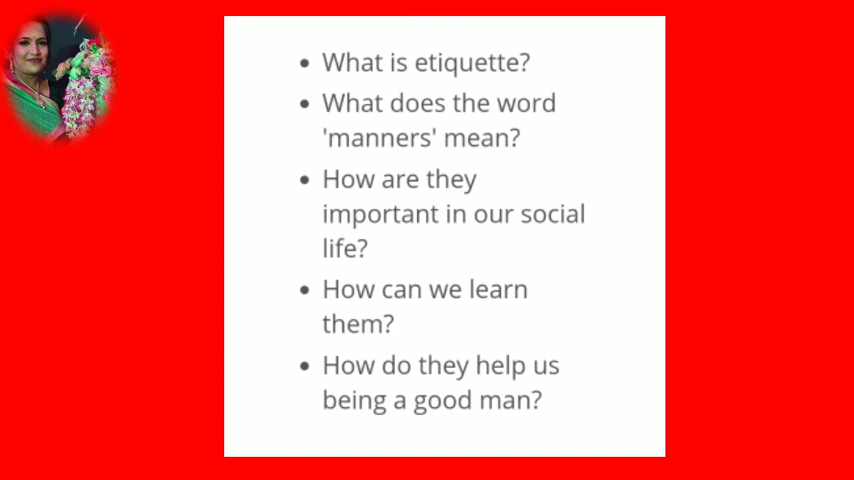 • What is etiquette?
• What does the word
'manners' mean?
• How are they
important in our social
life?
• How can we learn
them?
• How do they help us
being a good man?